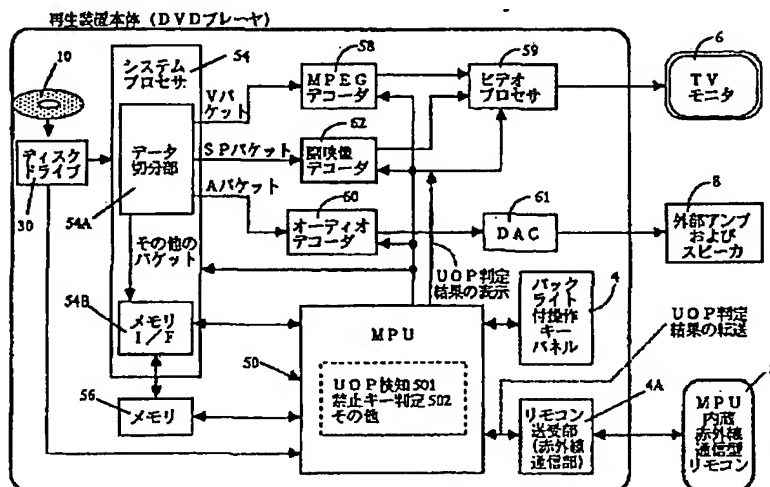 再生装置本体 (DVDプレーヤ)
10
ディスク
ドライブ
30
システム
プロセサ
54
データ
切分部
54A
その他の
パケット
54B
メモリ
I/F
56
メモリ
Vパケット
SPパケット
Aパケット
58
MPEG
デコーダ
62
副映像
デコーダ
60
オーディオ
デコーダ
59
ビデオ
プロセサ
61
DAC
6
TV
モニタ
8
外部アンプ
および
スピーカ
UOP判定
結果の表示
50
MPU
UOP検知501
禁止キー判定502
その他
4
バック
ライト
付操作
キー
パネル
UOP判定
結果の転送
4A
リモコン
送受部
(赤外線
通信部)
MPU
内蔵
赤外線
通信型
リモコン